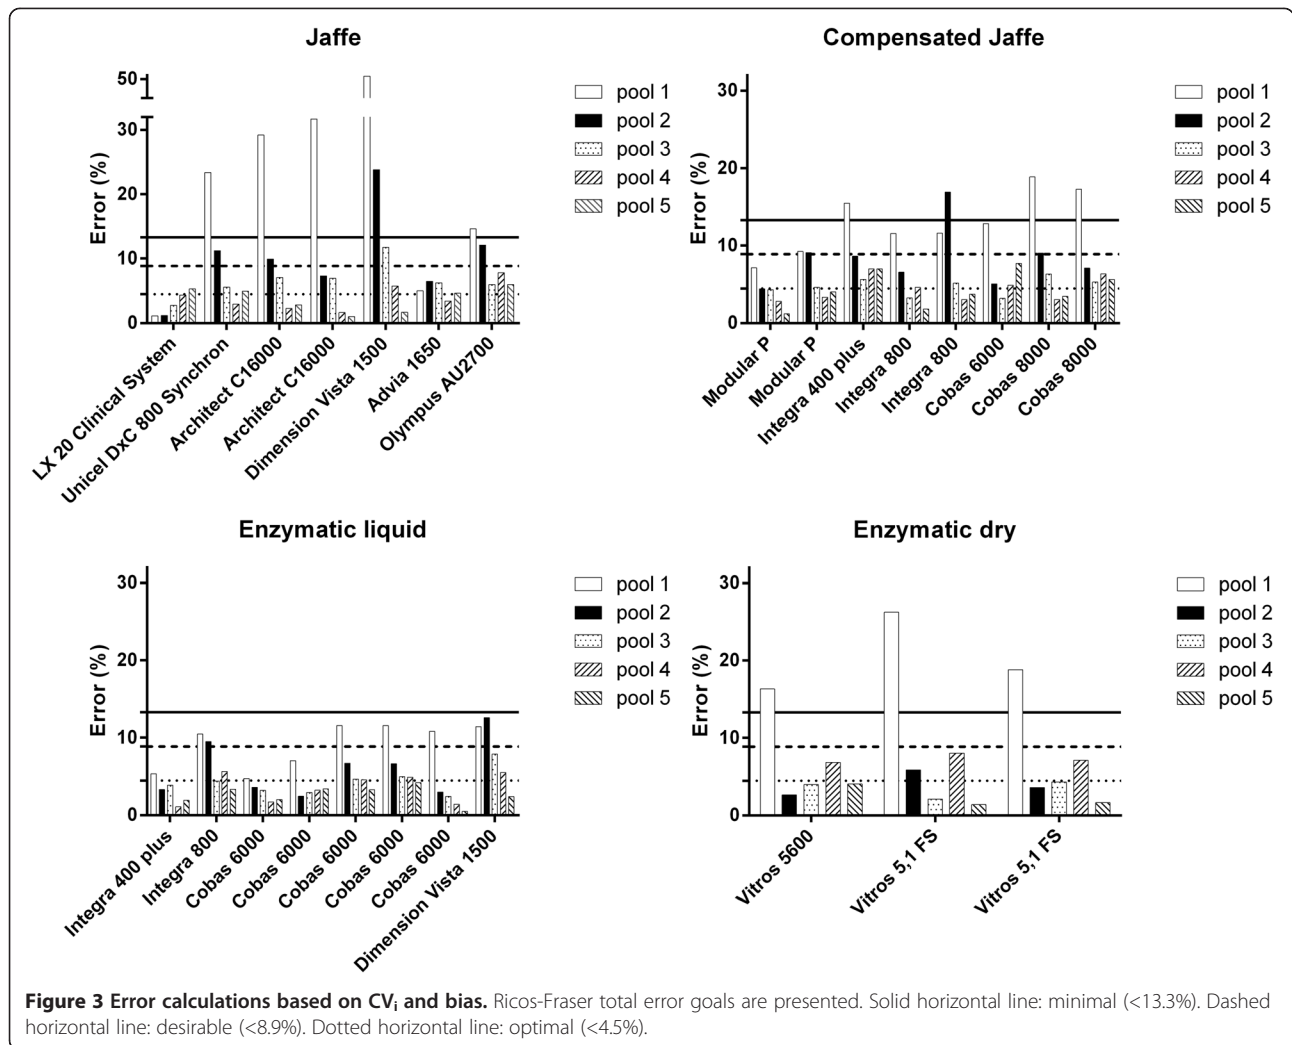 Jaffe
50
30
20
10
0
Error (%)
pool 1
pool 2
pool 3
pool 4
pool 5
LX 20 Clinical System
Unicel DxC 800 Synchron
Architect C16000
Architect C16000
Dimension Vista 1500
Advia 1650
Olympus AU2700
Compensated Jaffe
30
20
10
0
Error (%)
pool 1
pool 2
pool 3
pool 4
pool 5
Modular P
Modular P
Integra 400 plus
Integra 800
Integra 800
Cobas 6000
Cobas 8000
Cobas 8000
Enzymatic liquid
30
20
10
0
Error (%)
pool 1
pool 2
pool 3
pool 4
pool 5
Integra 400 plus
Integra 800
Cobas 6000
Cobas 6000
Cobas 6000
Cobas 6000
Cobas 6000
Dimension Vista 1500
Enzymatic dry
30
20
10
0
Error (%)
pool 1
pool 2
pool 3
pool 4
pool 5
Vitros 5600
Vitros 5,1 FS
Vitros 5,1 FS
Figure 3 Error calculations based on CVi and bias. Ricos-Fraser total error goals are presented. Solid horizontal line: minimal (<13.3%). Dashed
horizontal line: desirable (<8.9%). Dotted horizontal line: optimal (<4.5%).